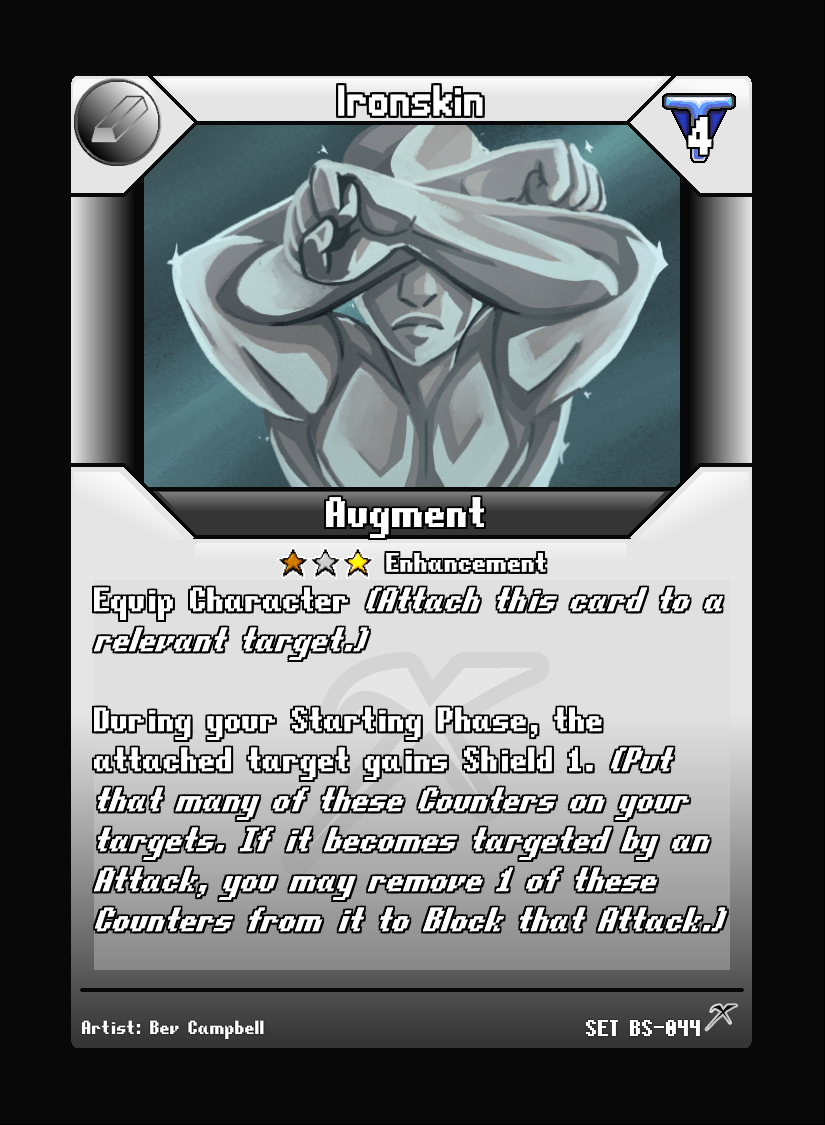 Ironskin
4
Augment
Enhancement
Equip Character (Attach this card to a
relevant target.)
During your Starting Phase, the
attached target gains Shield 1. (Put
that many of these Counters on your
targets. If it becomes targeted by an
Attack, you may remove 1 of these
Counters from it to Block that Attack.)
Artist: Bev Campbell
SET BS-044